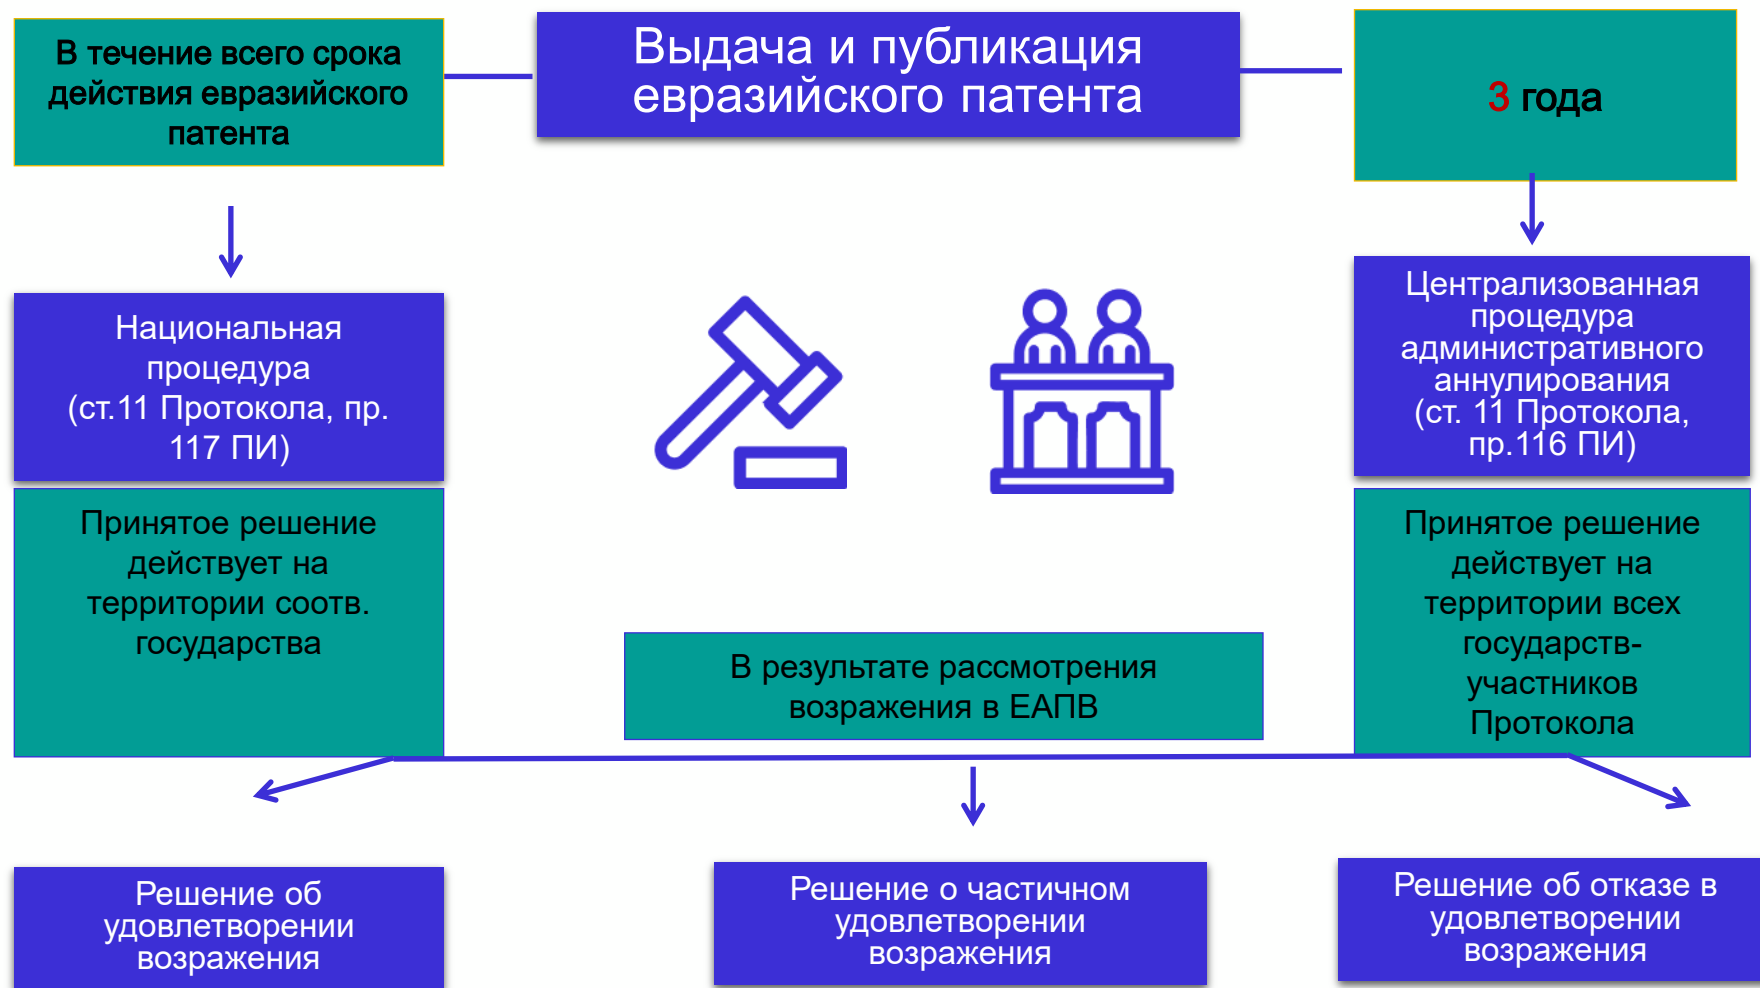 В течение всего срока
действия евразийского
патента
Выдача и публикация
евразийского патента
3 года
Национальная
процедура
(ст.11 Протокола, пр.
117 ПИ)
Централизованная
процедура
административного
аннулирования
(ст. 11 Протокола,
пр.116 ПИ)
Принятое решение
действует на
территории соотв.
государства
Принятое решение
действует на
территории всех
государств-
участников
Протокола
В результате рассмотрения
возражения в ЕАПВ
Решение об
удовлетворении
возражения
Решение о частичном
удовлетворении
возражения
Решение об отказе в
удовлетворении
возражения